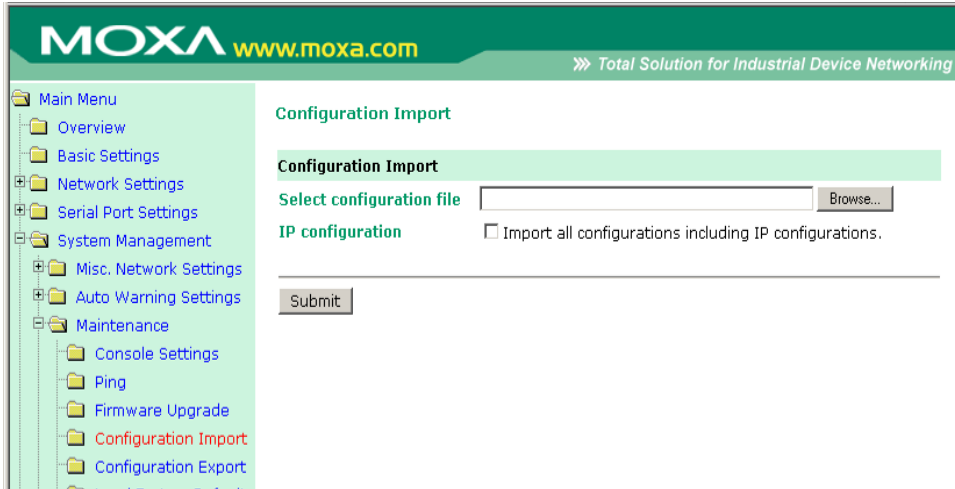 MOXA www.moxa.com
Total Solution for Industrial Device Networking
Main Menu
Overview
Basic Settings
Network Settings
Serial Port Settings
System Management
Misc. Network Settings
Auto Warning Settings
Maintenance
Console Settings
Ping
Firmware Upgrade
Configuration Import
Configuration Export
Configuration Import
Configuration Import
Select configuration file
Browse...
IP configuration
Import all configurations including IP configurations.
Submit